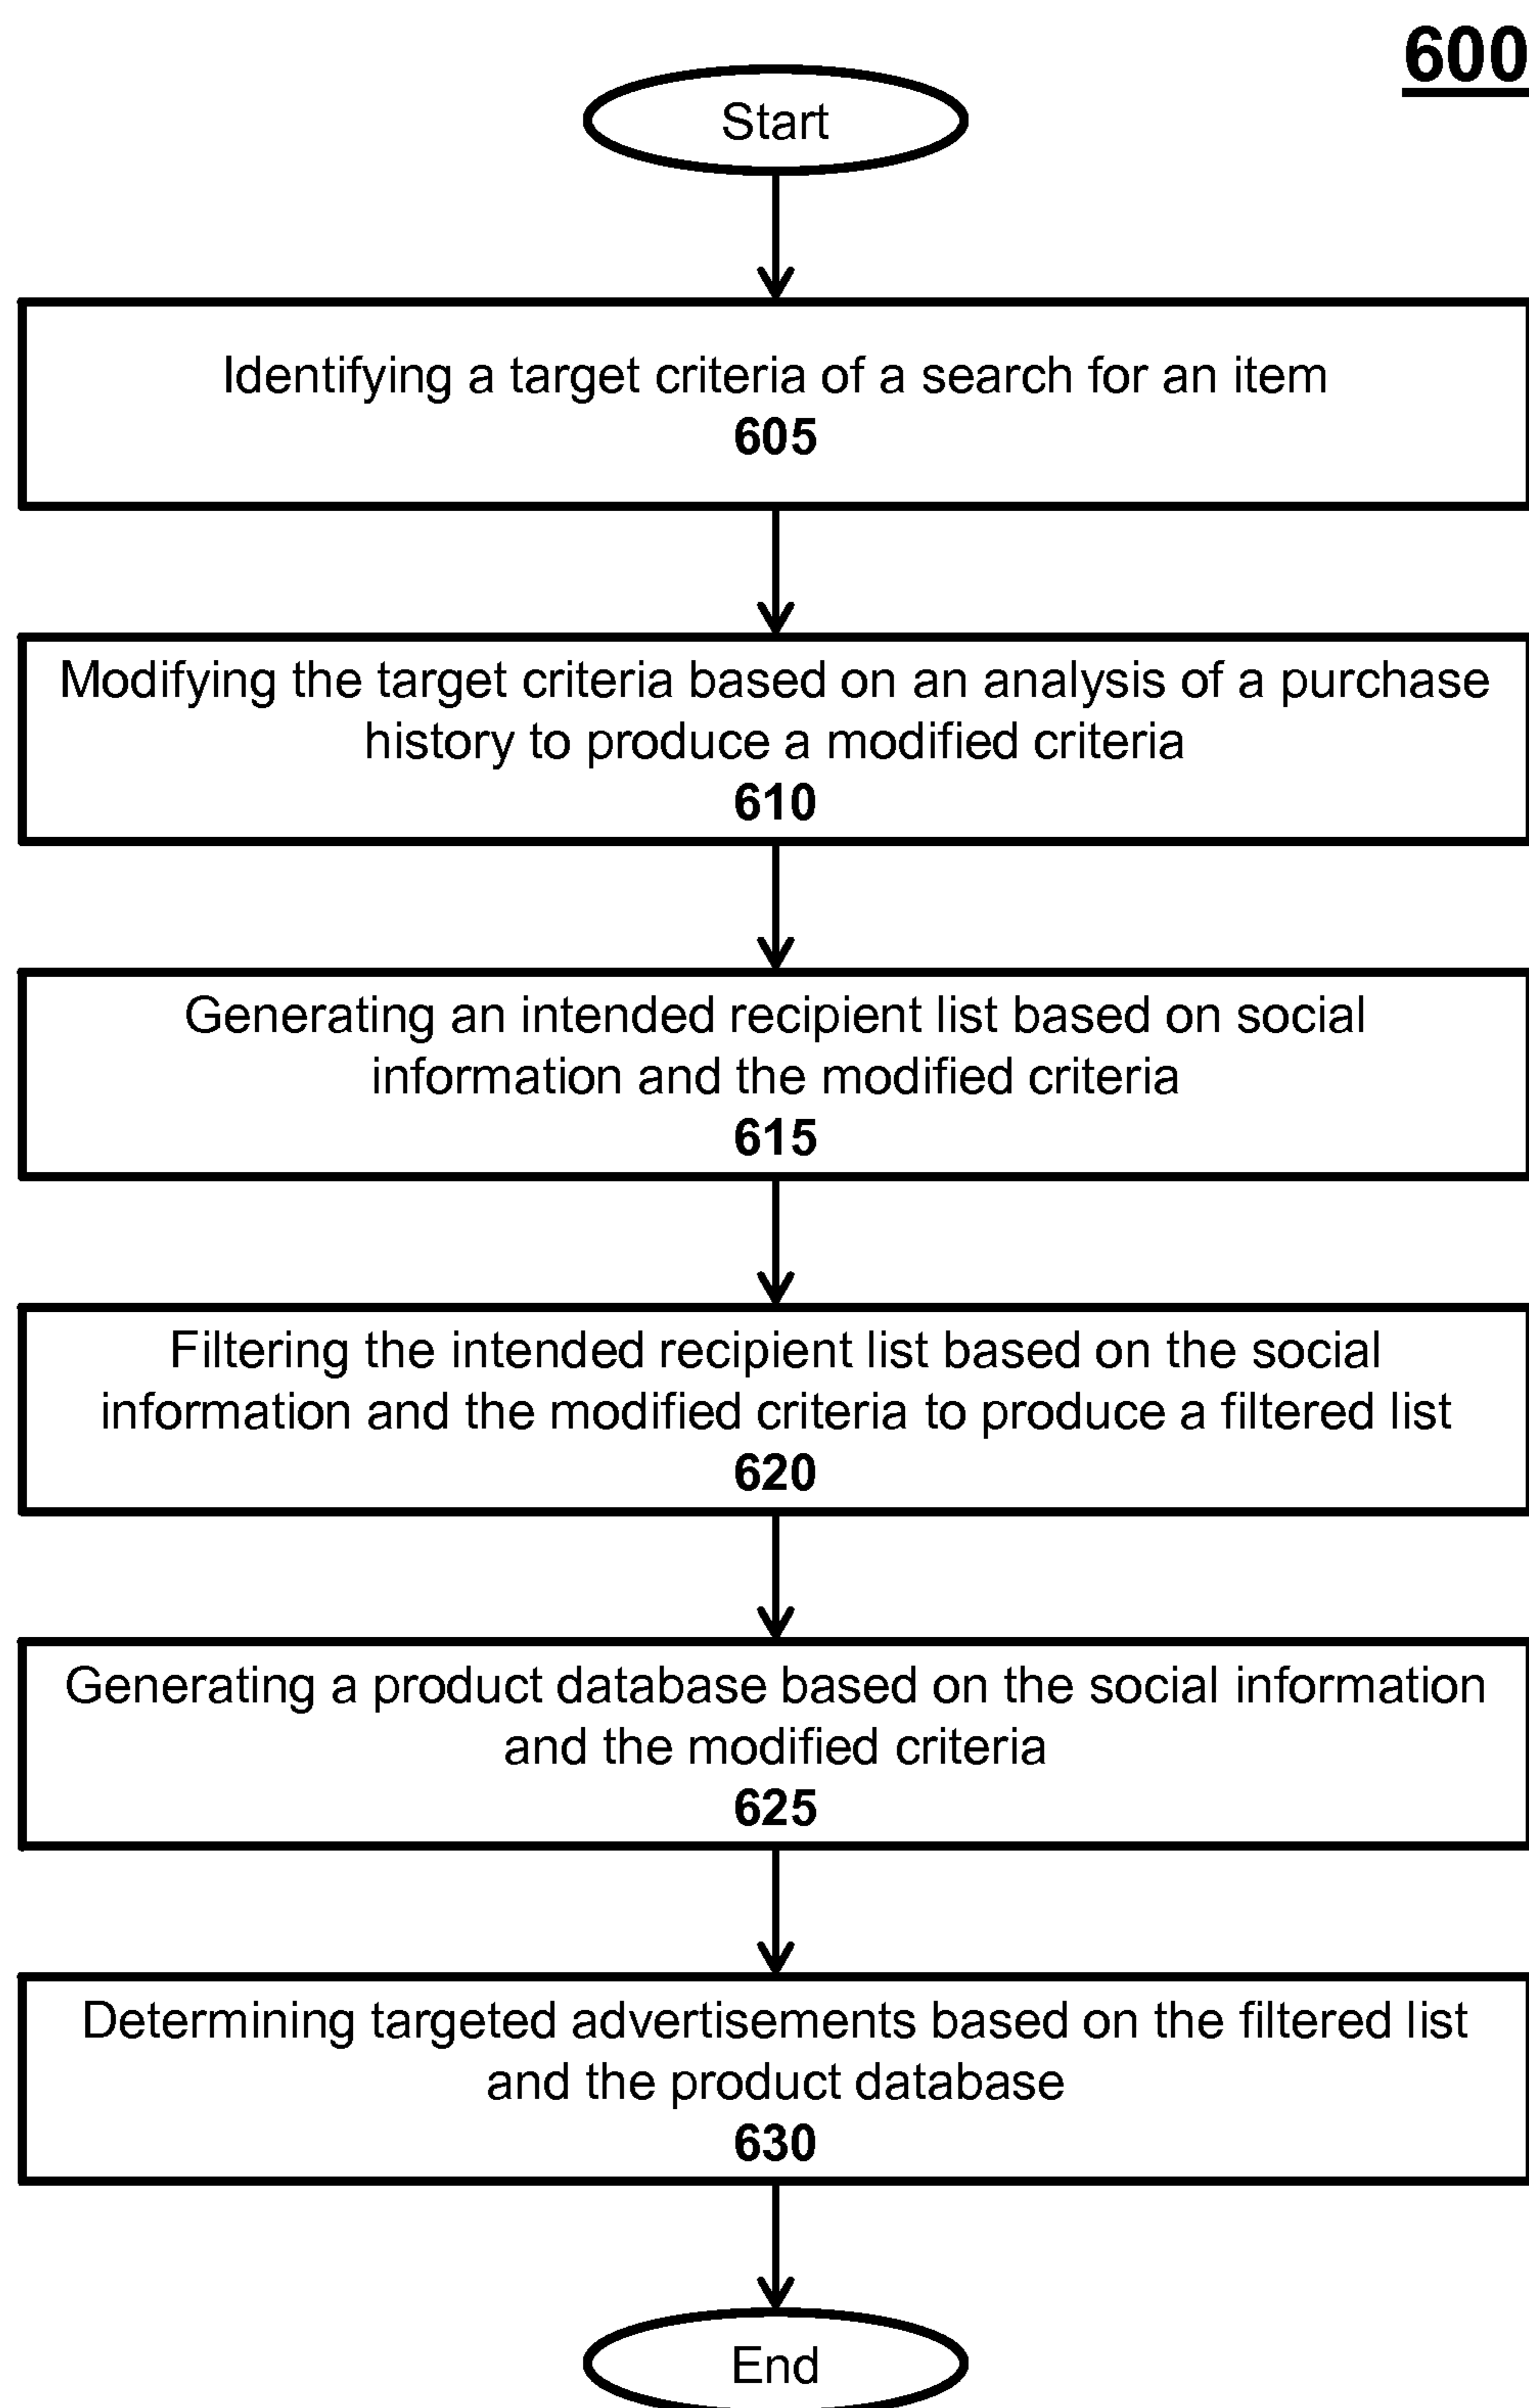 600
Start
Identifying a target criteria of a search for an item
605
Modifying the target criteria based on an analysis of a purchase
history to produce a modified criteria
610
Generating an intended recipient list based on social
information and the modified criteria
615
Filtering the intended recipient list based on the social
information and the modified criteria to produce a filtered list
620
Generating a product database based on the social information
and the modified criteria
625
Determining targeted advertisements based on the filtered list
and the product database
630
End